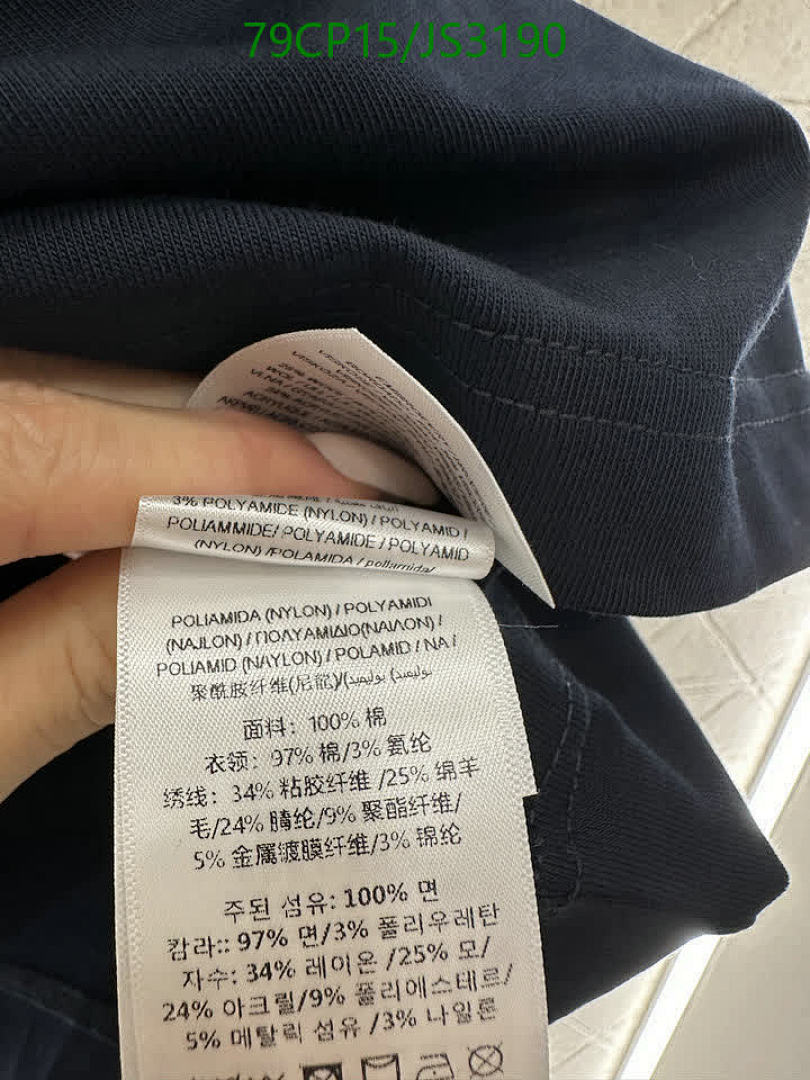 79CP15/JS3190
3% POLYAMIDE (NYLON) / POLYAMID /
POLIAMMIDE/ POLYAMIDE / POLYAMID
(NYLON) /POLAMIDA / poliamida/
POLIAMIDA (NYLON) / POLYAMIDI
(NAJLON) / ΠΟΛΥΑΜΙΔΙΟ(ΝΑΙΛΟΝ) /
POLIAMID (NAYLON) / POLAMID / NA /
聚酰胺纤维(尼龍)/
面料：100% 棉
衣领：97% 棉/3% 氨纶
绣线：34% 粘胶纤维 /25% 绵羊
毛/24% 腈纶/9% 聚酯纤维/
5% 金属镀膜纤维/3% 锦纶
주된 섬유: 100% 면
캄라:: 97% 면/3% 폴리우레탄
자수: 34% 레이온 /25% 모/
24% 아크릴/9% 폴리에스테르/
5% 메탈릭 섬유 /3% 나일론